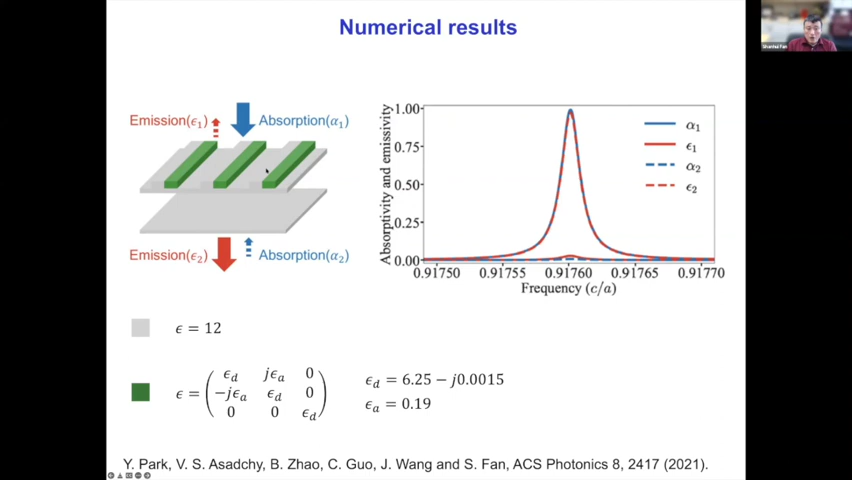 Numerical results
Emission(ϵ₁)
Absorption(α₁)
Emission(ϵ₂)
Absorption(α₂)
Absorptivity and emissivity
1.00
0.75
0.50
0.25
0.00
0.91750
0.91755
0.91760
0.91765
0.91770
Frequency (c/a)
α₁
ϵ₁
α₂
ϵ₂
ϵ = 12
ϵ = ( ϵd jϵa 0
−jϵa ϵd 0
0 0 ϵd )
ϵd = 6.25 − j0.0015
ϵa = 0.19
Y. Park, V. S. Asadchy, B. Zhao, C. Guo, J. Wang and S. Fan, ACS Photonics 8, 2417 (2021).
Shanhui Fan